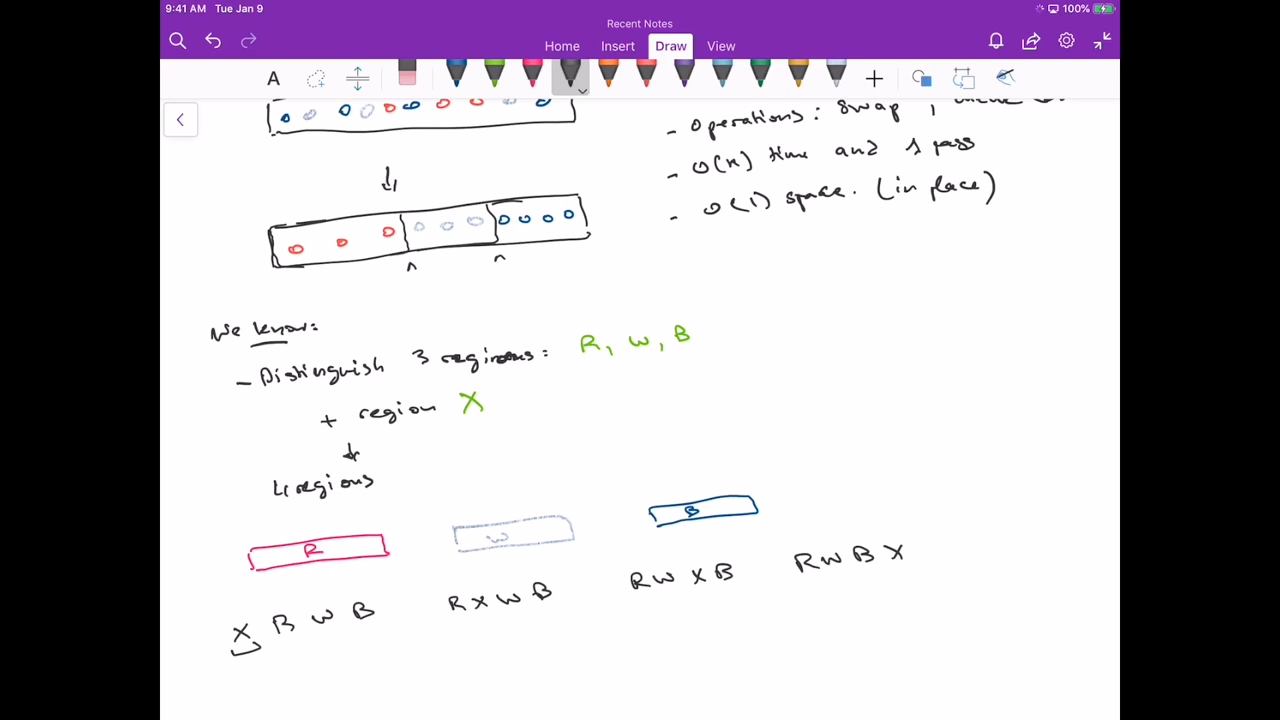 9:41 AM Tue Jan 9
100%
Recent Notes
Home Insert Draw View
A
- Operations: swap ,
- O(n) time and 1 pass
- O(1) space. (in place)
We know:
- Distinguish 3 regions: R, W, B
+ region X
4 regions
R
W
B
X R W B
R X W B
R W X B
R W B X